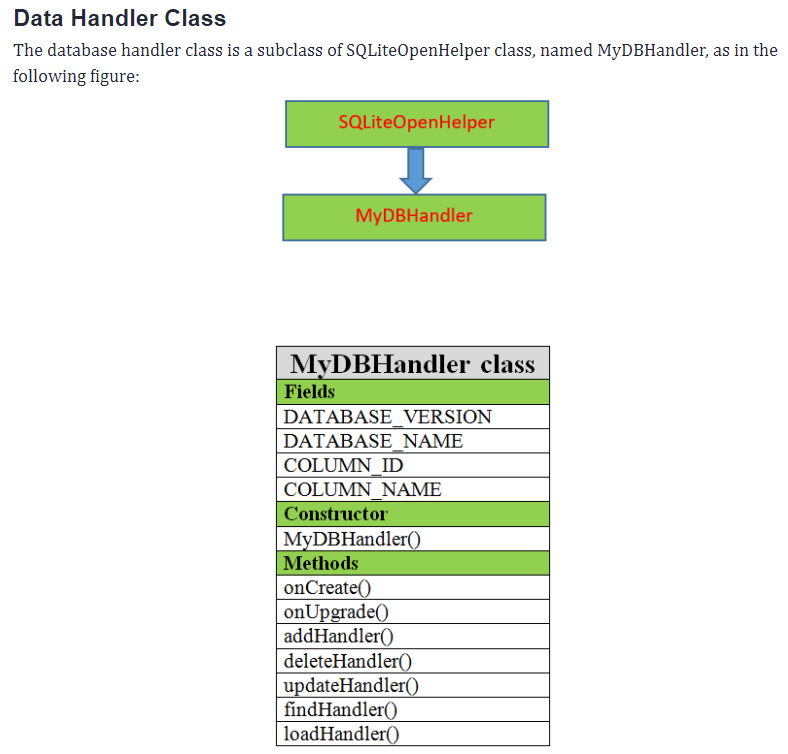 Data Handler Class
The database handler class is a subclass of SQLiteOpenHelper class, named MyDBHandler, as in the
following figure:
SQLiteOpenHelper
MyDBHandler
MyDBHandler class
Fields
DATABASE_VERSION
DATABASE_NAME
COLUMN_ID
COLUMN_NAME
Constructor
MyDBHandler()
Methods
onCreate()
onUpgrade()
addHandler()
deleteHandler()
updateHandler()
findHandler()
loadHandler()